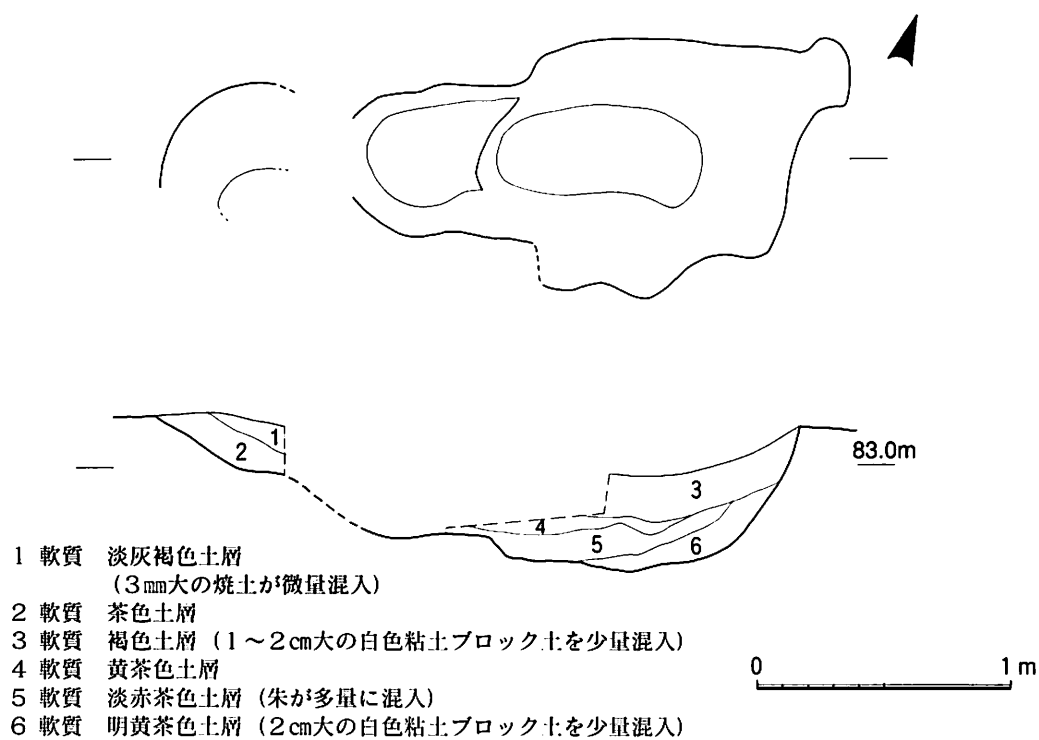 1
2
3
4
5
6
83.0m
1 軟質 淡灰褐色土層
(3㎜大の焼土が微量混入)
2 軟質 茶色土層
3 軟質 褐色土層 (1~2㎝大の白色粘土ブロック土を少量混入)
4 軟質 黄茶色土層
5 軟質 淡赤茶色土層 (朱が多量に混入)
6 軟質 明黄茶色土層 (2㎝大の白色粘土ブロック土を少量混入)
0 1 m